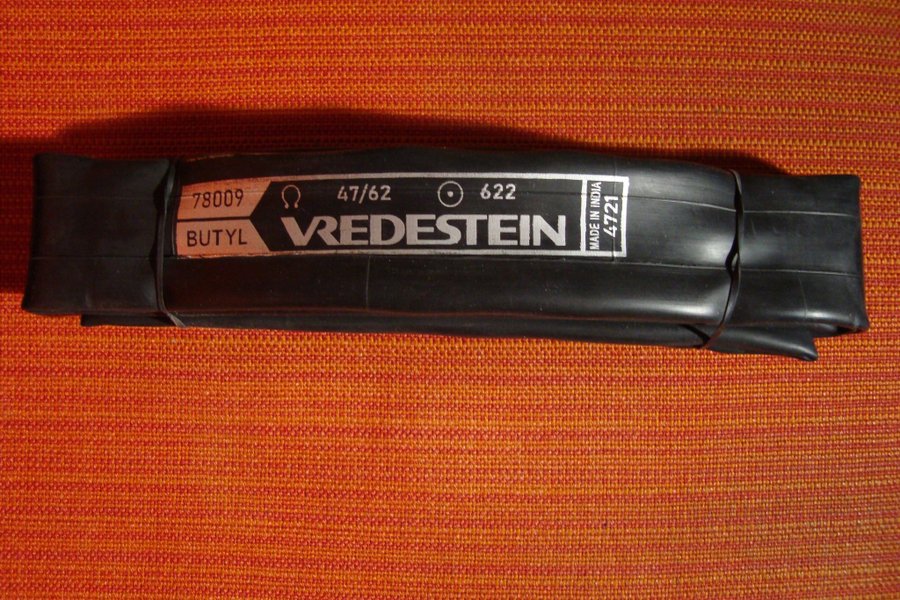 78009 47/62 622
BUTYL VREDESTEIN
MADE IN INDIA
4721